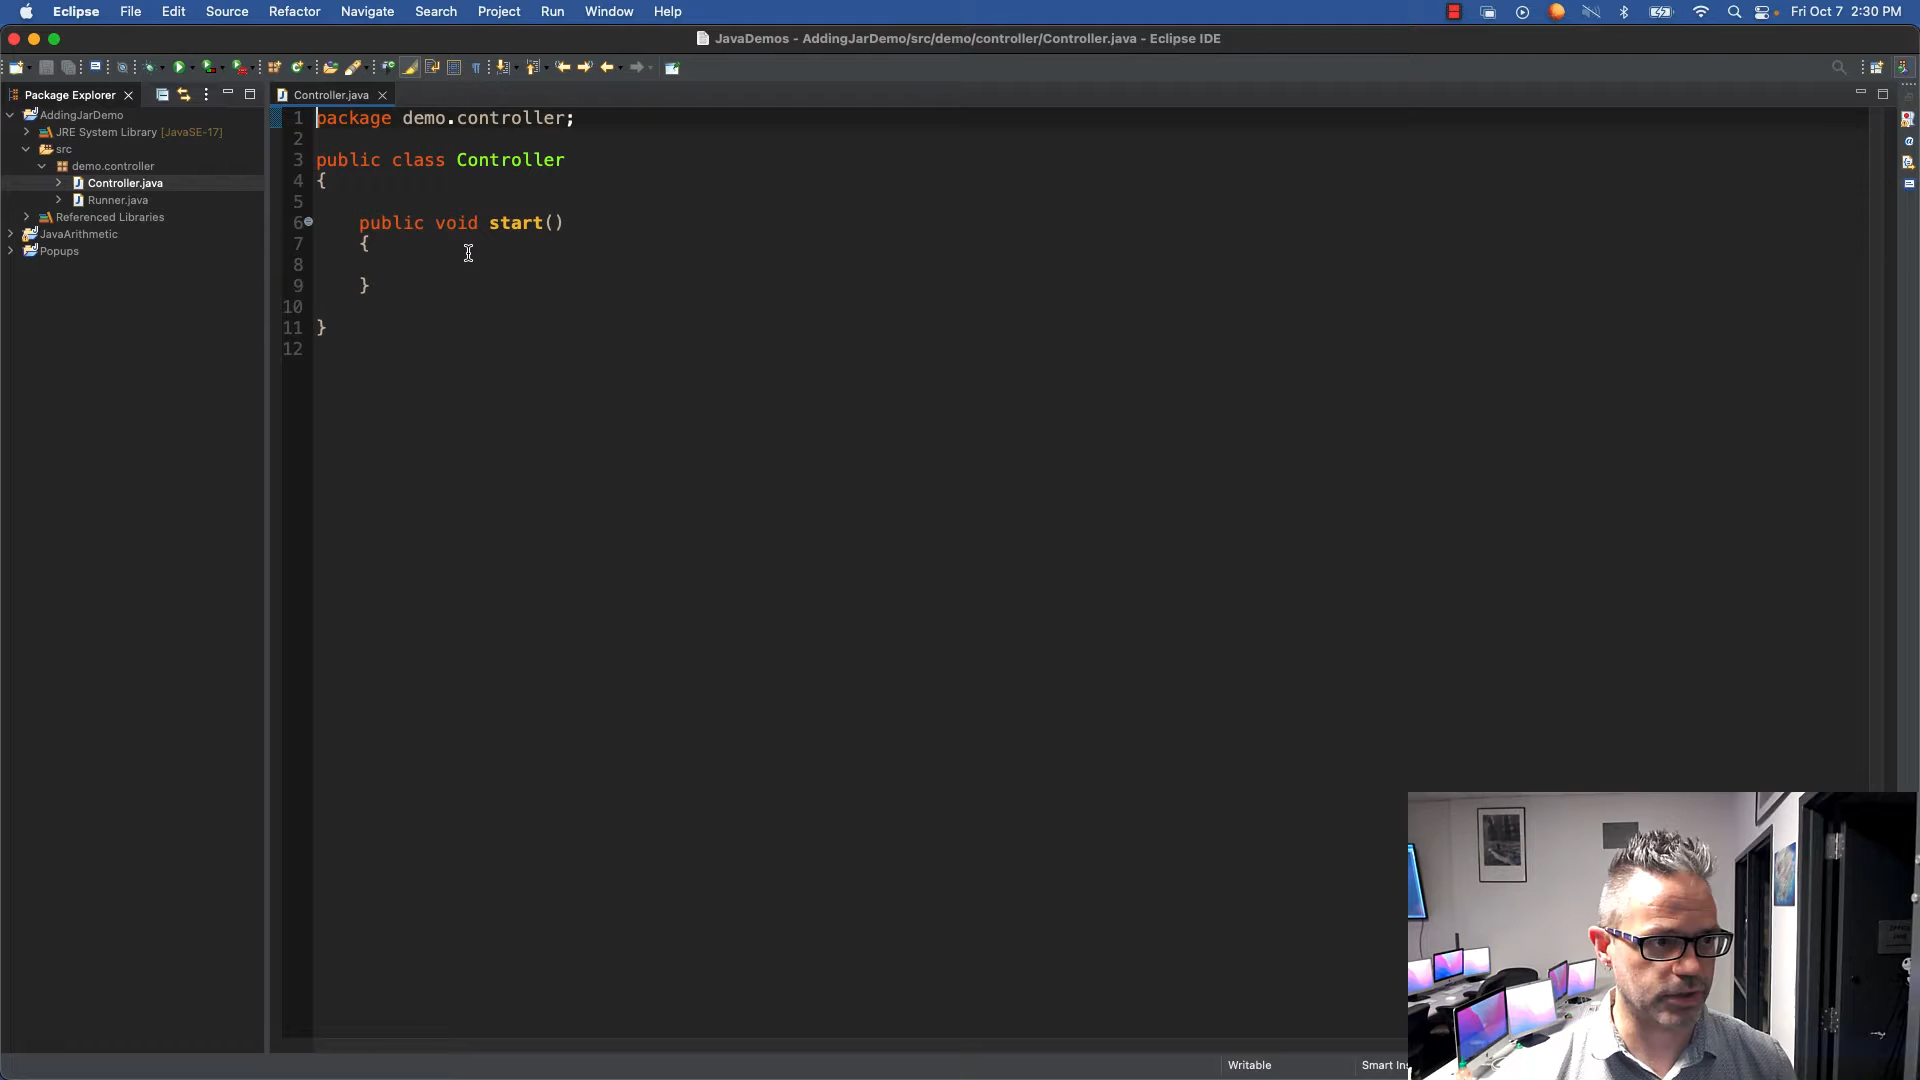 Eclipse File Edit Source Refactor Navigate Search Project Run Window Help Fri Oct 7 2:30 PM
JavaDemos - AddingJarDemo/src/demo/controller/Controller.java - Eclipse IDE
Package Explorer
Controller.java
AddingJarDemo
JRE System Library [JavaSE-17]
src
demo.controller
Controller.java
Runner.java
Referenced Libraries
JavaArithmetic
Popups
1 package demo.controller;
2
3 public class Controller
4 {
5
6 public void start()
7 {
8
9 }
10
11 }
12
Writable Smart Ins